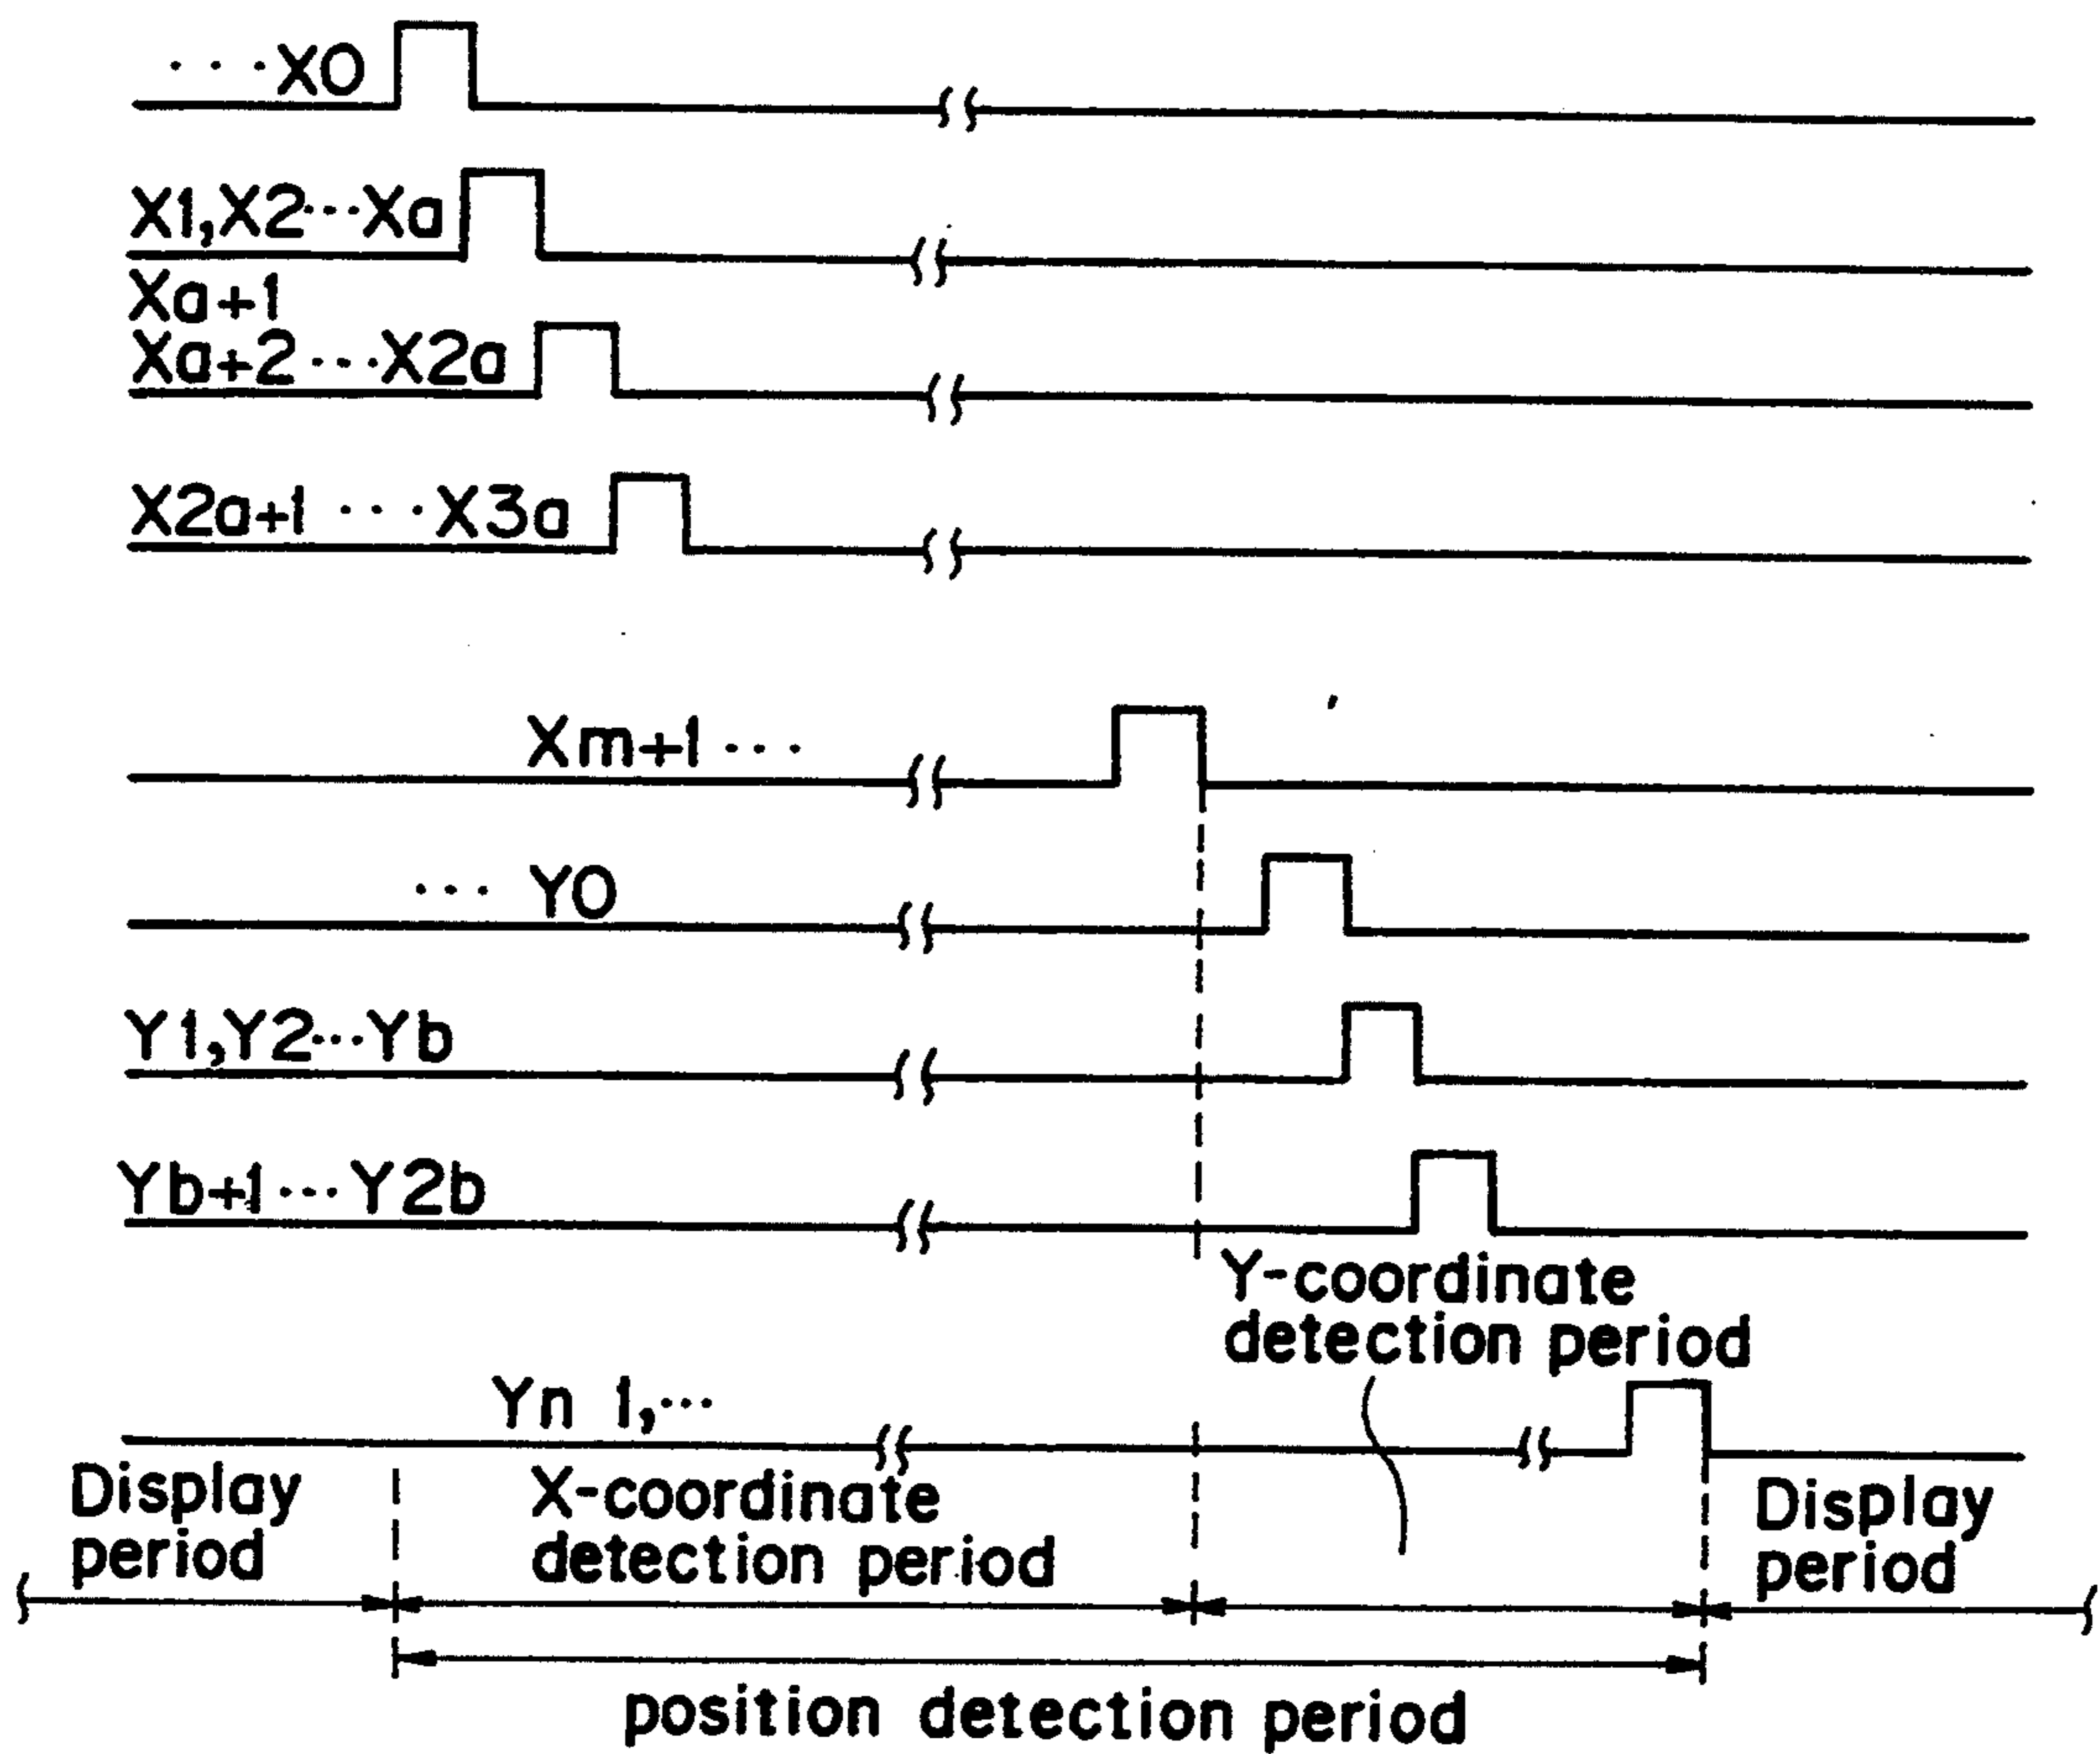 ···X0
X1,X2···Xa
Xa+1
Xa+2···X2a
X2a+1 ···X3a
Xm+1···
··· Y0
Y1,Y2···Yb
Yb+1···Y2b
Y-coordinate
detection period
Yn 1,···
Display
period
X-coordinate
detection period
Display
period
position detection period